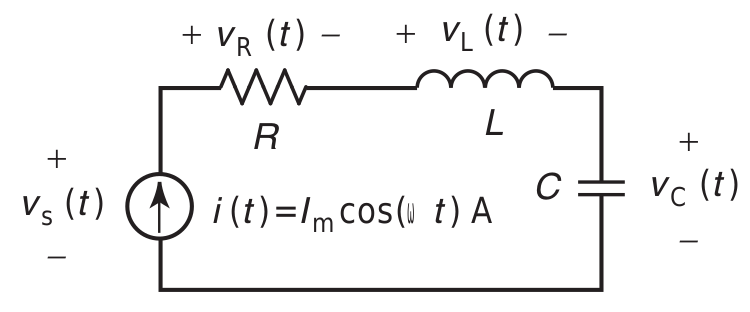 + v_R (t) −
+ v_L (t) −
R
L
+
v_s (t)
−
i (t)=I_m cos(ω t) A
C
+
v_C (t)
−